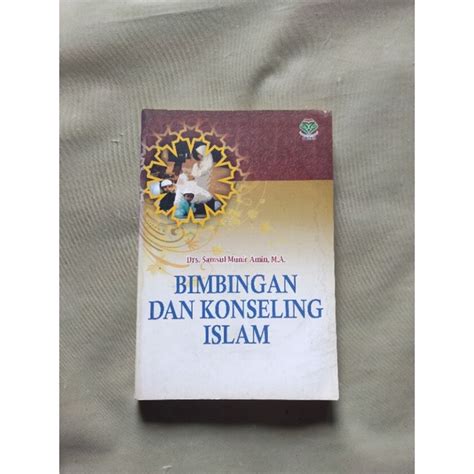 Drs. Samsul Munir Amin, M.A.
BIMBINGAN
DAN KONSELING
ISLAM